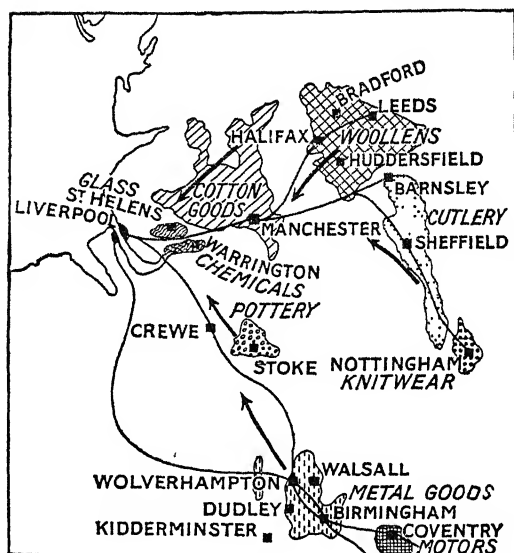 BRADFORD
LEEDS
HALIFAX
WOOLLENS
HUDDERSFIELD
GLASS
ST HELENS
COTTON
GOODS
BARNSLEY
LIVERPOOL
CUTLERY
MANCHESTER
SHEFFIELD
WARRINGTON
CHEMICALS
POTTERY
CREWE
STOKE
NOTTINGHAM
KNITWEAR
WOLVERHAMPTON
WALSALL
METAL GOODS
DUDLEY
BIRMINGHAM
KIDDERMINSTER
COVENTRY
MOTORS